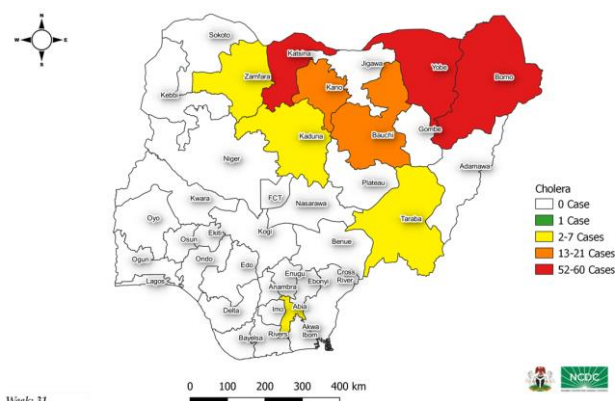 N
W
E
S
Sokoto
Katsina
Jigawa
Yobe
Borno
Zamfara
Kano
Kebbi
Kaduna
Bauchi
Gombe
Adamawa
Niger
Plateau
Kwara
FCT
Nasarawa
Taraba
Oyo
Kogi
Benue
Ekiti
Osun
Ogun
Ondo
Edo
Lagos
Enugu
Ebonyi
Cross
River
Anambra
Imo
Abia
Delta
Akwa
Ibom
Bayelsa
Rivers
Cholera
0 Case
1 Case
2-7 Cases
13-21 Cases
52-60 Cases
0 100 200 300 400 km
NCDC